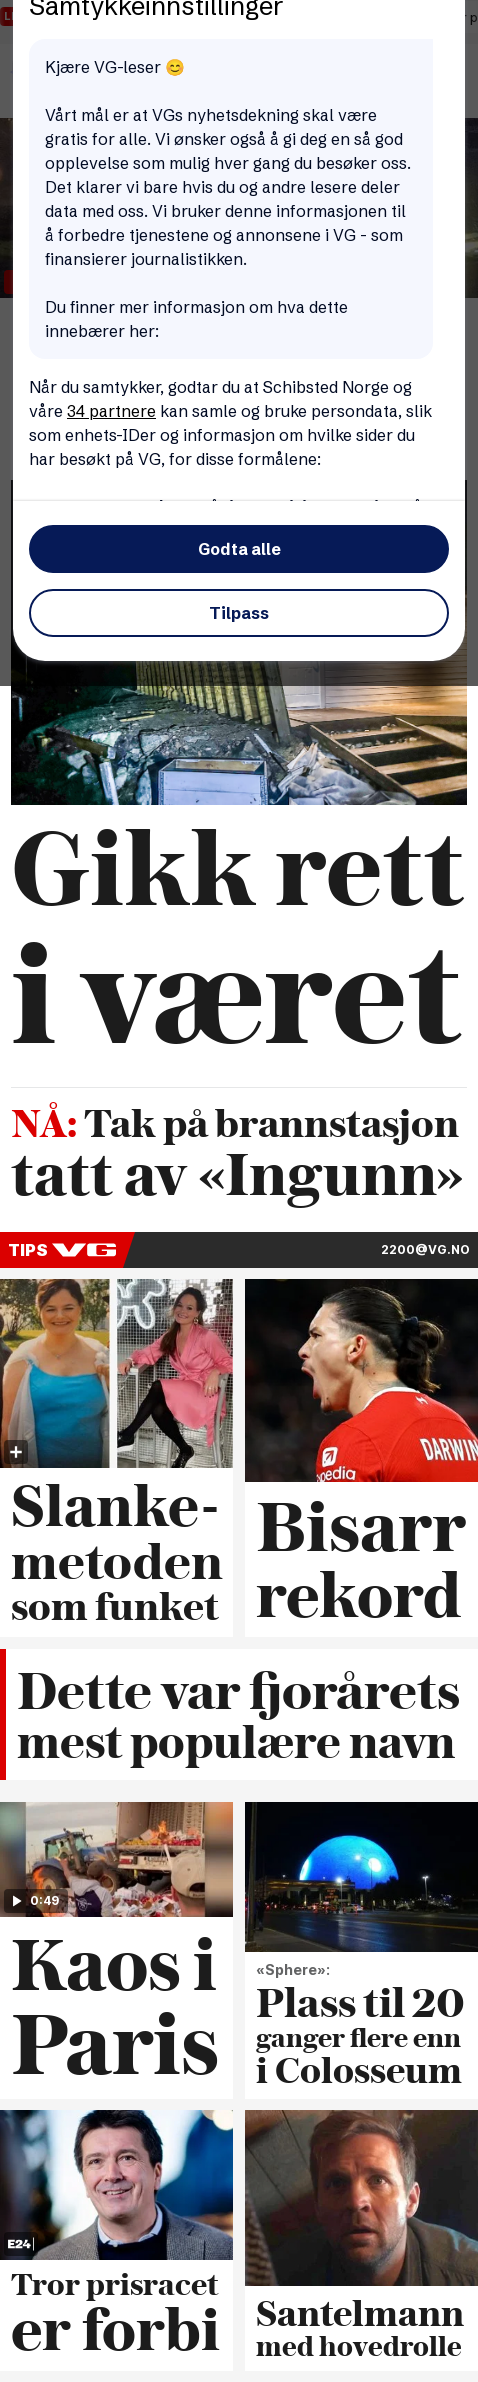 Samtykkeinnstillinger
Kjære VG-leser 😊
Vårt mål er at VGs nyhetsdekning skal være
gratis for alle. Vi ønsker også å gi deg en så god
opplevelse som mulig hver gang du besøker oss.
Det klarer vi bare hvis du og andre lesere deler
data med oss. Vi bruker denne informasjonen til
å forbedre tjenestene og annonsene i VG - som
finansierer journalistikken.
Du finner mer informasjon om hva dette
innebærer her:
Når du samtykker, godtar du at Schibsted Norge og
våre 34 partnere kan samle og bruke persondata, slik
som enhets-IDer og informasjon om hvilke sider du
har besøkt på VG, for disse formålene:
Godta alle
Tilpass
Gikk rett
i været
NÅ: Tak på brannstasjon
tatt av «Ingunn»
TIPS VG
2200@VG.NO
DARWIN
pedia
Slanke-
metoden
som funket
Bisarr
rekord
Dette var fjorårets
mest populære navn
0:49
Kaos i
Paris
«Sphere»:
Plass til 20
ganger flere enn
i Colosseum
E24
Tror prisracet
er forbi
Santelmann
med hovedrolle